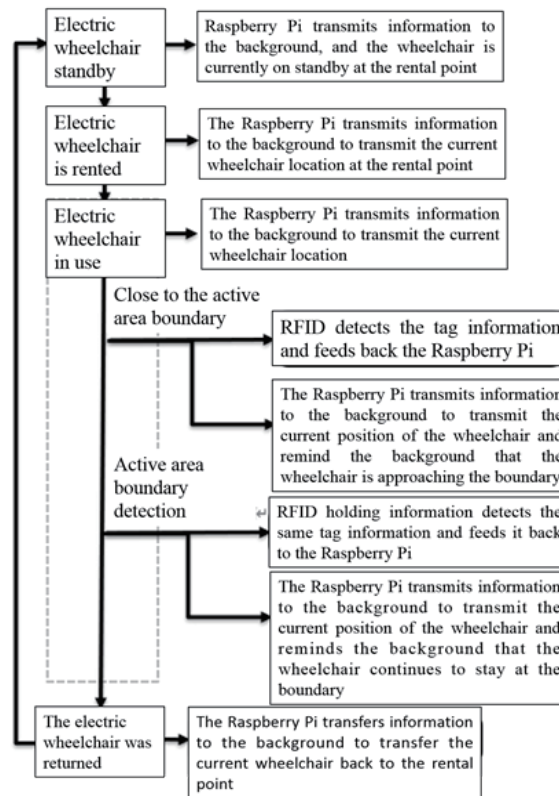 Electric
wheelchair
standby
Raspberry Pi transmits information to
the background, and the wheelchair is
currently on standby at the rental point
Electric
wheelchair
is rented
The Raspberry Pi transmits information
to the background to transmit the current
wheelchair location at the rental point
Electric
wheelchair
in use
The Raspberry Pi transmits information
to the background to transmit the current
wheelchair location
Close to the active
area boundary
RFID detects the tag information
and feeds back the Raspberry Pi
The Raspberry Pi transmits information
to the background to transmit the
current position of the wheelchair and
remind the background that the
wheelchair is approaching the boundary
Active area
boundary
detection
RFID holding information detects the
same tag information and feeds it back
to the Raspberry Pi
The Raspberry Pi transmits information
to the background to transmit the
current position of the wheelchair and
reminds the background that the
wheelchair continues to stay at the
boundary
The electric
wheelchair was
returned
The Raspberry Pi transfers information
to the background to transfer the
current wheelchair back to the rental
point